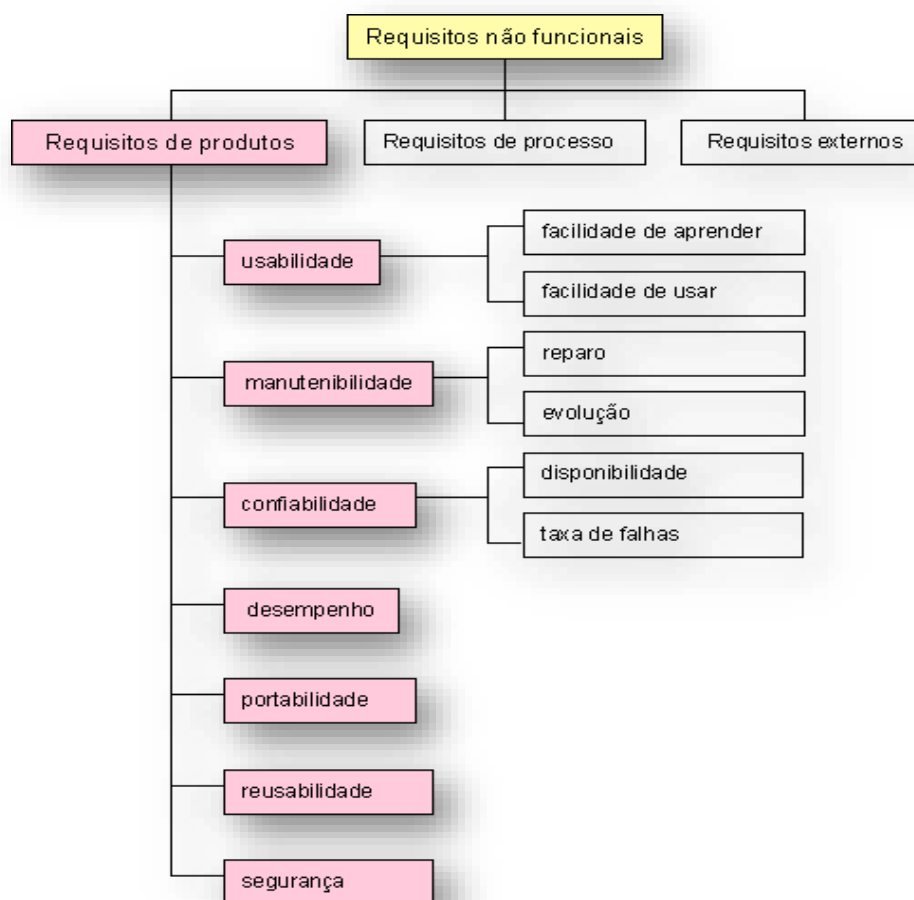 Requisitos não funcionais
Requisitos de produtos
Requisitos de processo
Requisitos externos
usabilidade
facilidade de aprender
facilidade de usar
manutenibilidade
reparo
evolução
confiabilidade
disponibilidade
taxa de falhas
desempenho
portabilidade
reusabilidade
segurança